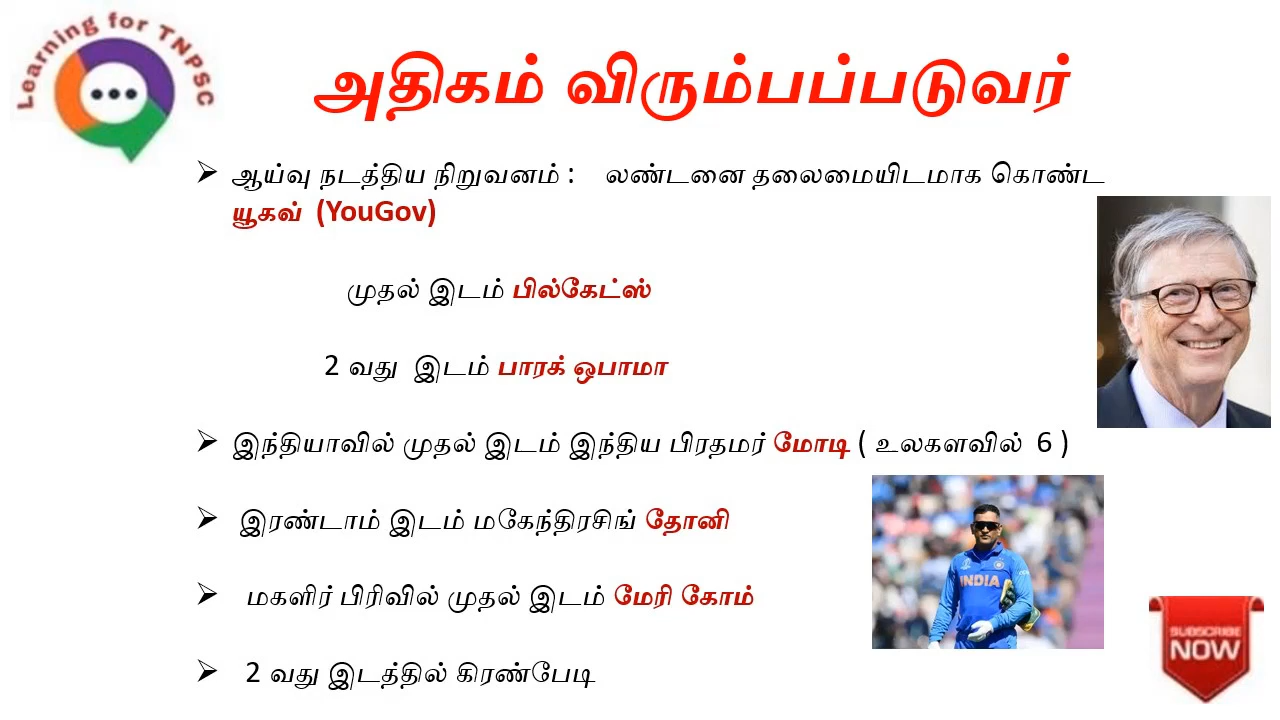 Learning for TNPSC
அதிகம் விரும்பப்படுவர்
ஆய்வு நடத்திய நிறுவனம் : லண்டனை தலைமையிடமாக கொண்ட
யூகவ் (YouGov)
முதல் இடம் பில்கேட்ஸ்
2 வது இடம் பாரக் ஒபாமா
இந்தியாவில் முதல் இடம் இந்திய பிரதமர் மோடி ( உலகளவில் 6 )
இரண்டாம் இடம் மகேந்திரசிங் தோனி
INDIA
மகளிர் பிரிவில் முதல் இடம் மேரி கோம்
SUBSCRIBE
NOW
2 வது இடத்தில் கிரண்பேடி